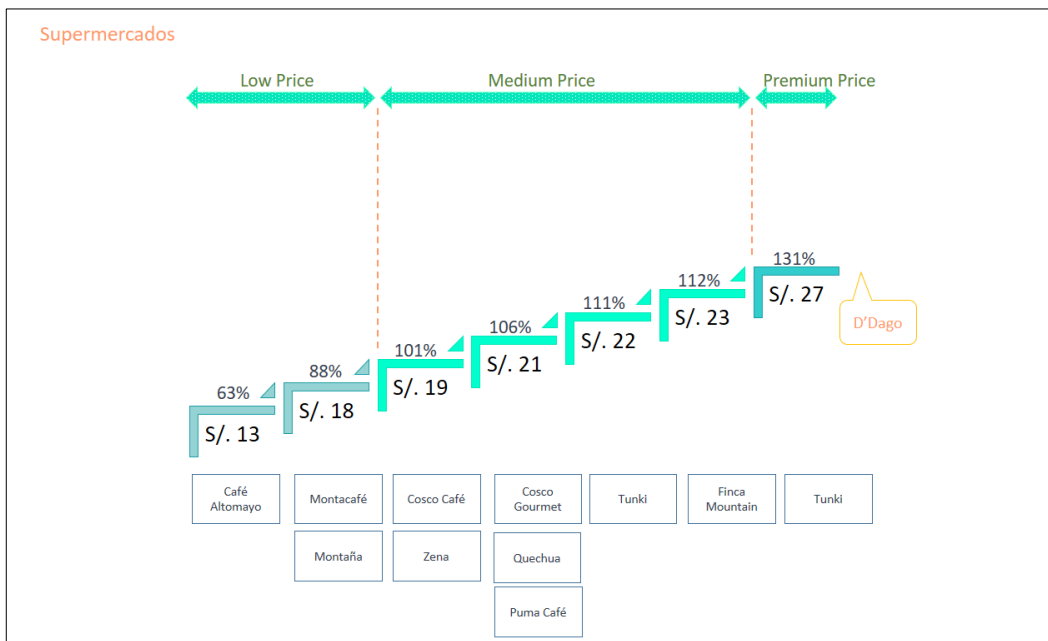 Supermercados
Low Price
Medium Price
Premium Price
63%
S/. 13
88%
S/. 18
101%
S/. 19
106%
S/. 21
111%
S/. 22
112%
S/. 23
131%
S/. 27
D'Dago
Café
Altomayo
Montacafé
Cosco Café
Cosco
Gourmet
Tunki
Finca
Mountain
Tunki
Montaña
Zena
Quechua
Puma Café